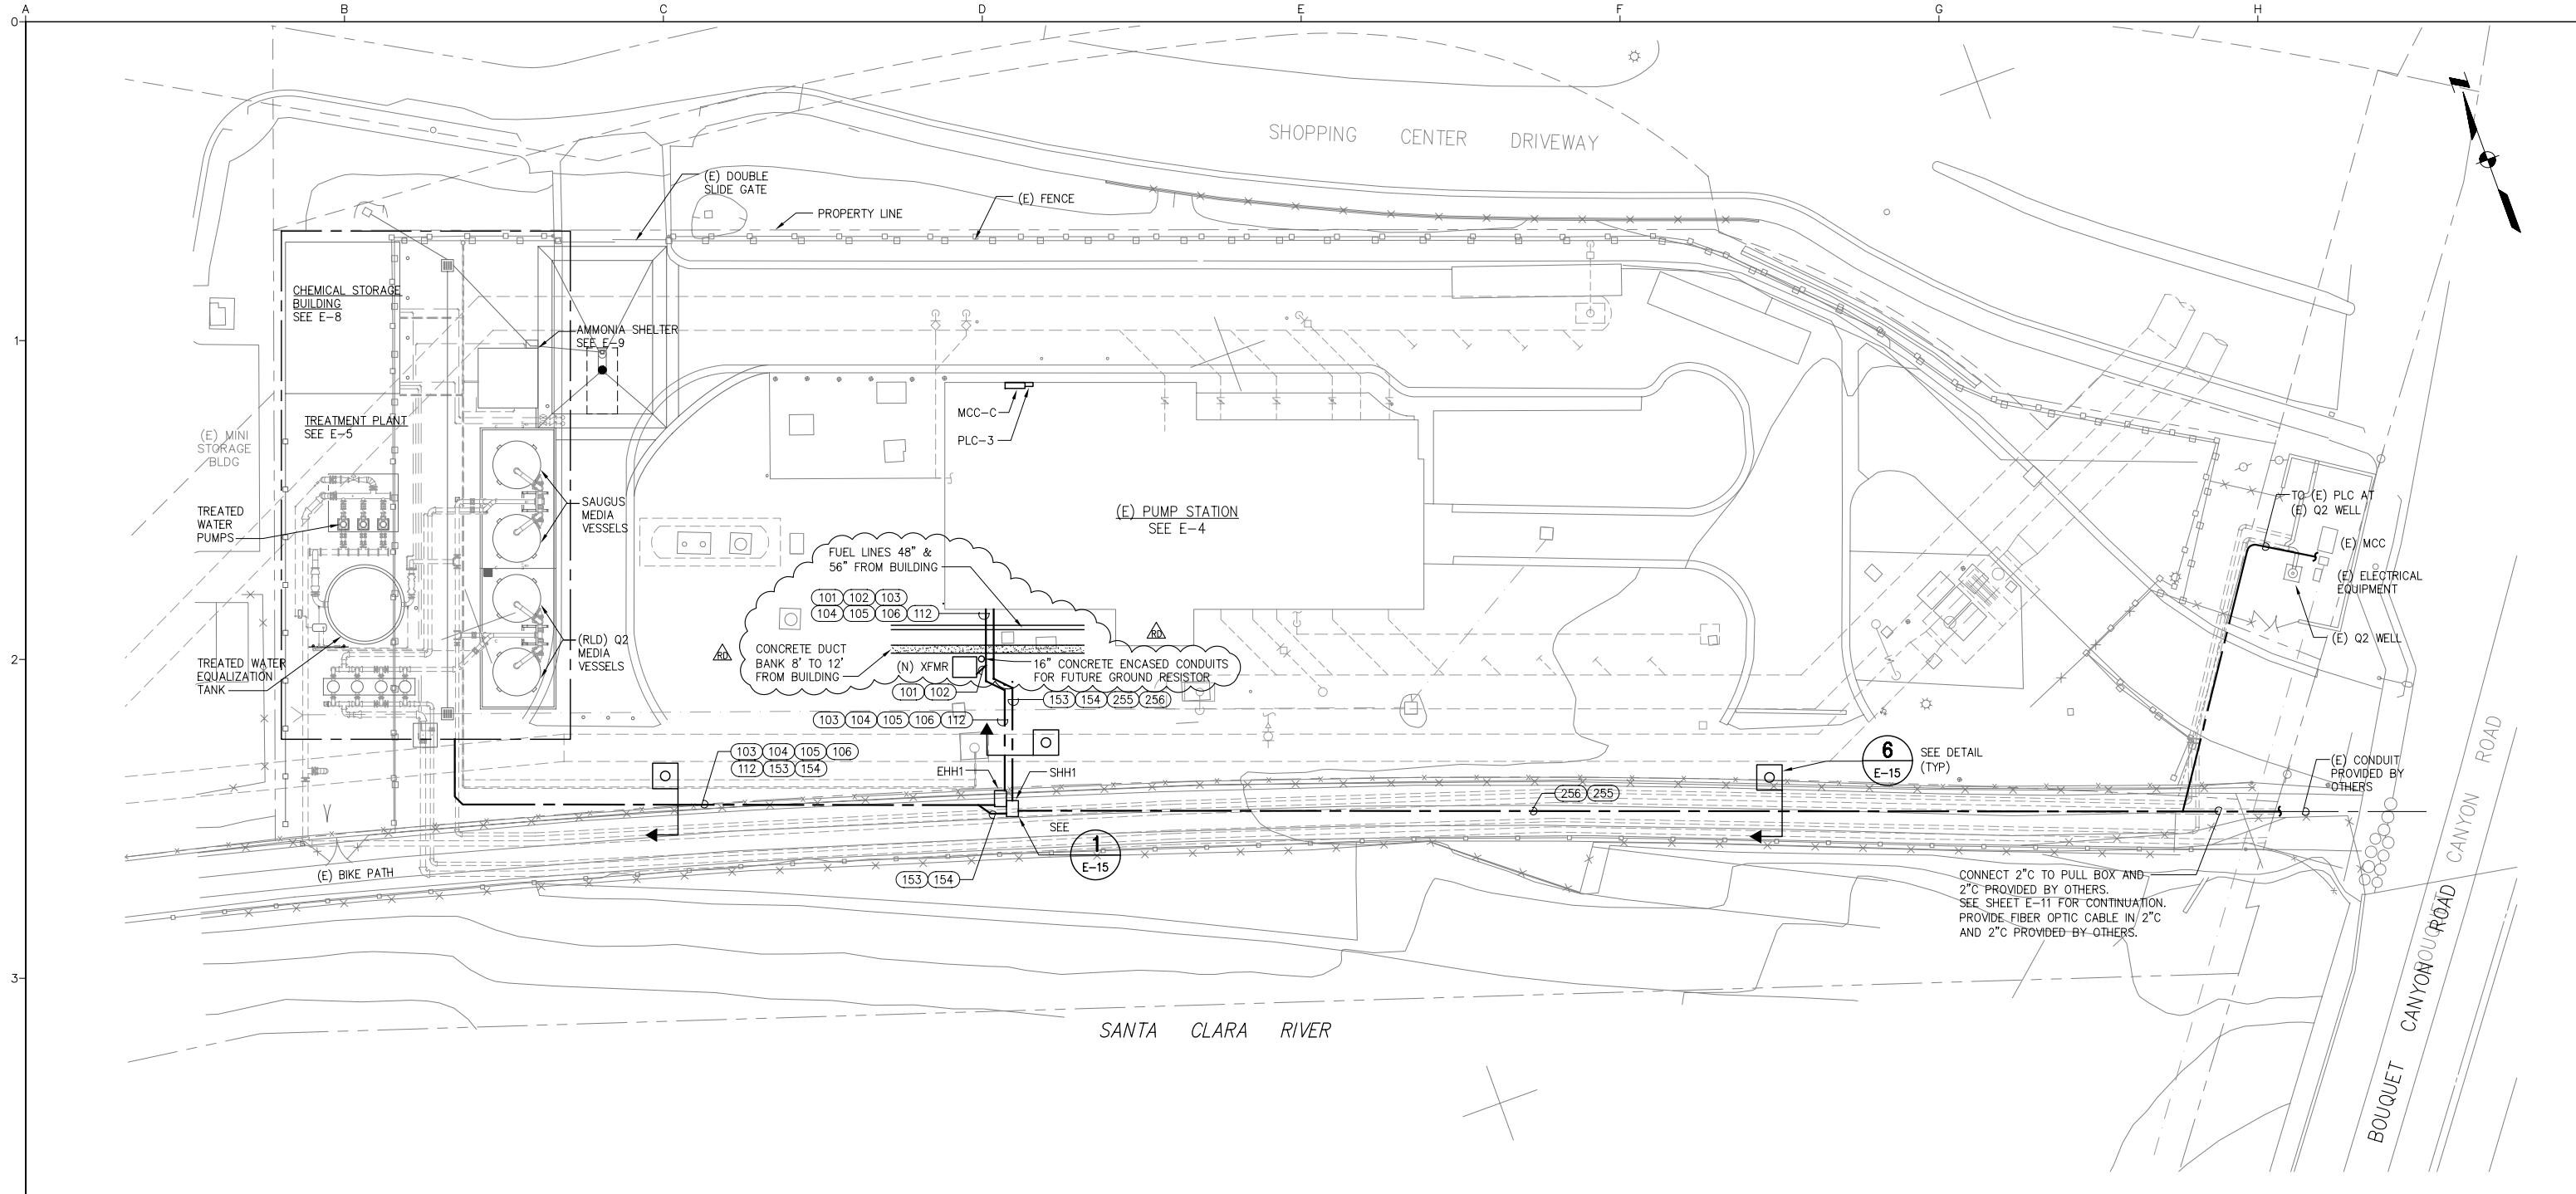 A
B
C
D
E
F
G
H
0
1
2
3
SHOPPING CENTER DRIVEWAY
(E) DOUBLE
SLIDE GATE
PROPERTY LINE
(E) FENCE
CHEMICAL STORAGE
BUILDING
SEE E-8
AMMONIA SHELTER
SEE E-9
TREATMENT PLANT
SEE E-5
(E) MINI
STORAGE
BLDG
MCC-C
PLC-3
TREATED
WATER
PUMPS
SAUGUS
MEDIA
VESSELS
(E) PUMP STATION
SEE E-4
TO (E) PLC AT
(E) Q2 WELL
(E) MCC
(E) ELECTRICAL
EQUIPMENT
(E) Q2 WELL
FUEL LINES 48" &
56" FROM BUILDING
101 102 103
104 105 106 112
RD
RD
CONCRETE DUCT
BANK 8' TO 12'
FROM BUILDING
(N) XFMR
16" CONCRETE ENCASED CONDUITS
FOR FUTURE GROUND RESISTOR
101 102
153 154 255 256
103 104 105 106 112
(RLD) Q2
MEDIA
VESSELS
TREATED WATER
EQUALIZATION
TANK
103 104 105 106
112 153 154
EHH1
SHH1
6
E-15
SEE DETAIL
(TYP)
(E) CONDUIT
PROVIDED BY
OTHERS
256 255
SEE
1
E-15
153 154
(E) BIKE PATH
CONNECT 2"C TO PULL BOX AND
2"C PROVIDED BY OTHERS.
SEE SHEET E-11 FOR CONTINUATION.
PROVIDE FIBER OPTIC CABLE IN 2"C
AND 2"C PROVIDED BY OTHERS.
SANTA CLARA RIVER
BOUQUET CANYON ROAD
BOUQUET CANYON ROAD